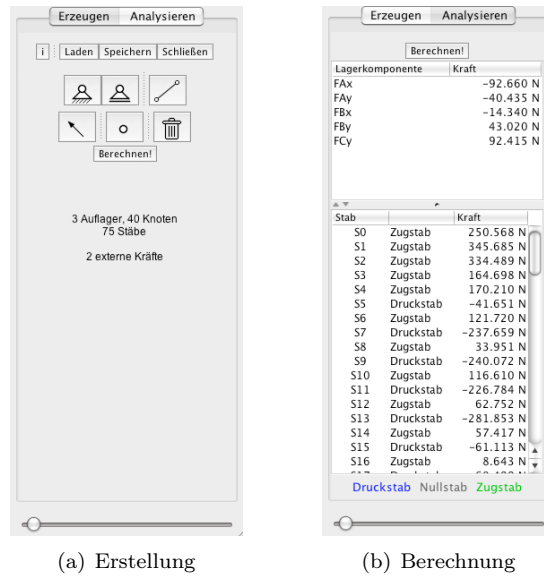 Erzeugen Analysieren
i Laden Speichern Schließen
Berechnen!
3 Auflager, 40 Knoten
75 Stäbe
2 externe Kräfte
(a) Erstellung
Erzeugen Analysieren
Berechnen!
Lagerkomponente Kraft
FAx -92.660 N
FAy -40.435 N
FBx -14.340 N
FBy 43.020 N
FCy 92.415 N
Stab Kraft
S0 Zugstab 250.568 N
S1 Zugstab 345.685 N
S2 Zugstab 334.489 N
S3 Zugstab 164.698 N
S4 Zugstab 170.210 N
S5 Druckstab -41.651 N
S6 Zugstab 121.720 N
S7 Druckstab -237.659 N
S8 Zugstab 33.951 N
S9 Druckstab -240.072 N
S10 Zugstab 116.610 N
S11 Druckstab -226.784 N
S12 Zugstab 62.752 N
S13 Druckstab -281.853 N
S14 Zugstab 57.417 N
S15 Druckstab -61.113 N
S16 Zugstab 8.643 N
Druckstab Nullstab Zugstab
(b) Berechnung